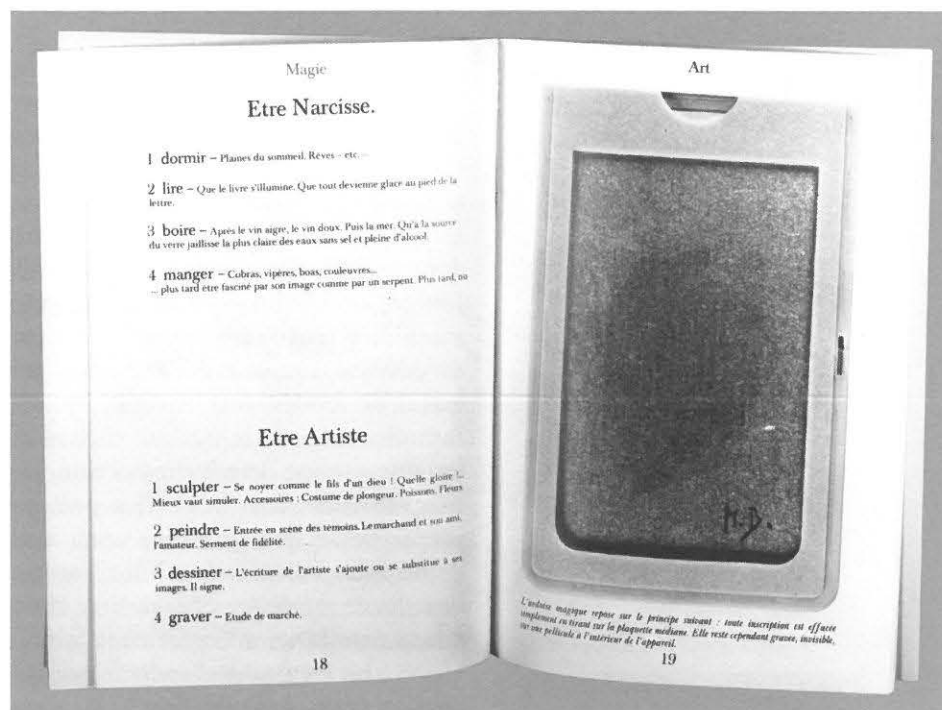 Magie
Etre Narcisse.
1 dormir – Plaines du sommeil. Rêves – etc. –
2 lire – Que le livre s'illumine. Que tout devienne glace au pied de la
lettre.
3 boire – Après le vin aigre, le vin doux. Puis la mer. Qu'à la source
du verre jaillisse la plus claire des eaux sans sel et pleine d'alcool.
4 manger – Cobras, vipères, boas, couleuvres...
... plus tard être fasciné par son image comme par un serpent. Plus tard, ou
Etre Artiste
1 sculpter – Se noyer comme le fils d'un dieu ! Quelle gloire !...
Mieux vaut simuler. Accessoires : Costume de plongeur. Poissons. Fleurs
2 peindre – Entrée en scène des témoins. Le marchand et son ami,
l'amateur. Serment de fidélité.
3 dessiner – L'écriture de l'artiste s'ajoute ou se substitue à ses
images. Il signe.
4 graver – Etude de marché.
18
Art
M.B.
L'ardoise magique repose sur le principe suivant : toute inscription est effacée
simplement en tirant sur la plaquette médiane. Elle reste cependant gravée, invisible,
sur une pellicule à l'intérieur de l'appareil.
19